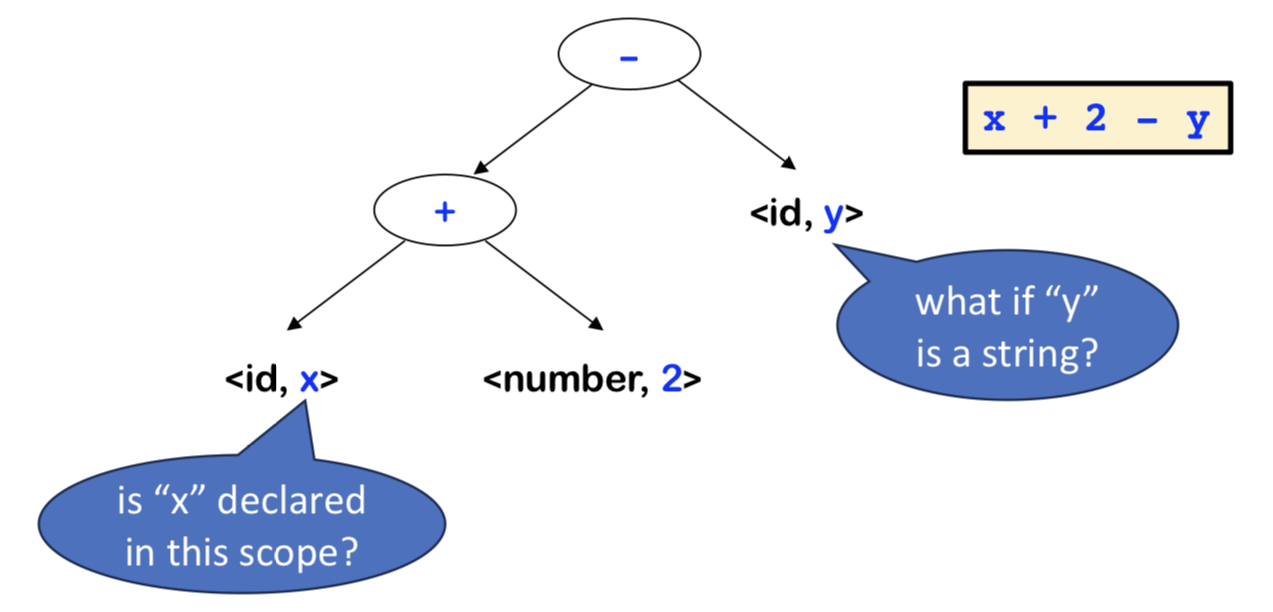 –
x + 2 – y
+
<id, y>
what if “y”
is a string?
<id, x>
<number, 2>
is “x” declared
in this scope?